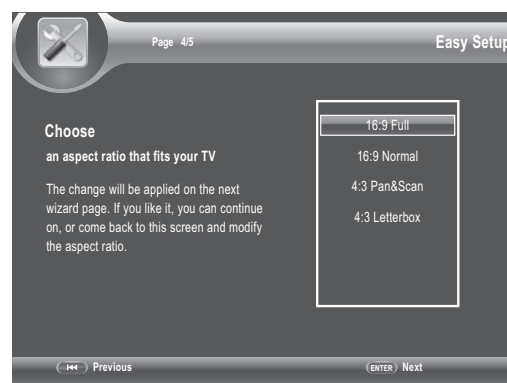 Page 4/5
Easy Setup
Choose
an aspect ratio that fits your TV
The change will be applied on the next
wizard page. If you like it, you can continue
on, or come back to this screen and modify
the aspect ratio.
16:9 Full
16:9 Normal
4:3 Pan&Scan
4:3 Letterbox
Previous
ENTER Next